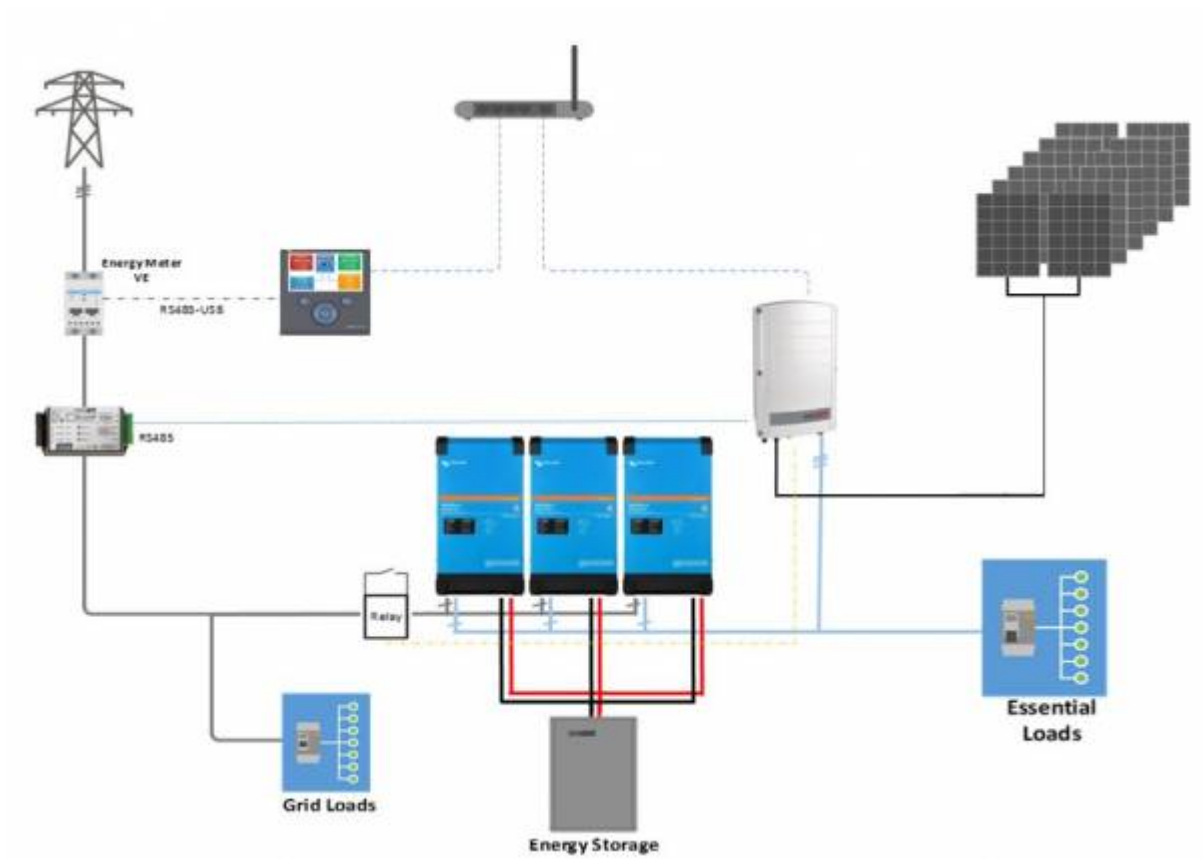 Energy Meter
VE
RS485-USB
RS485
Relay
Essential
Loads
Grid Loads
Energy Storage